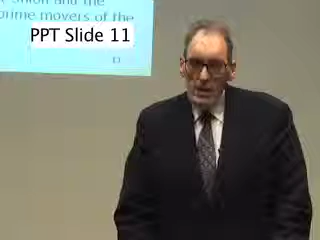 Union and the
prime movers of the
PPT Slide 11